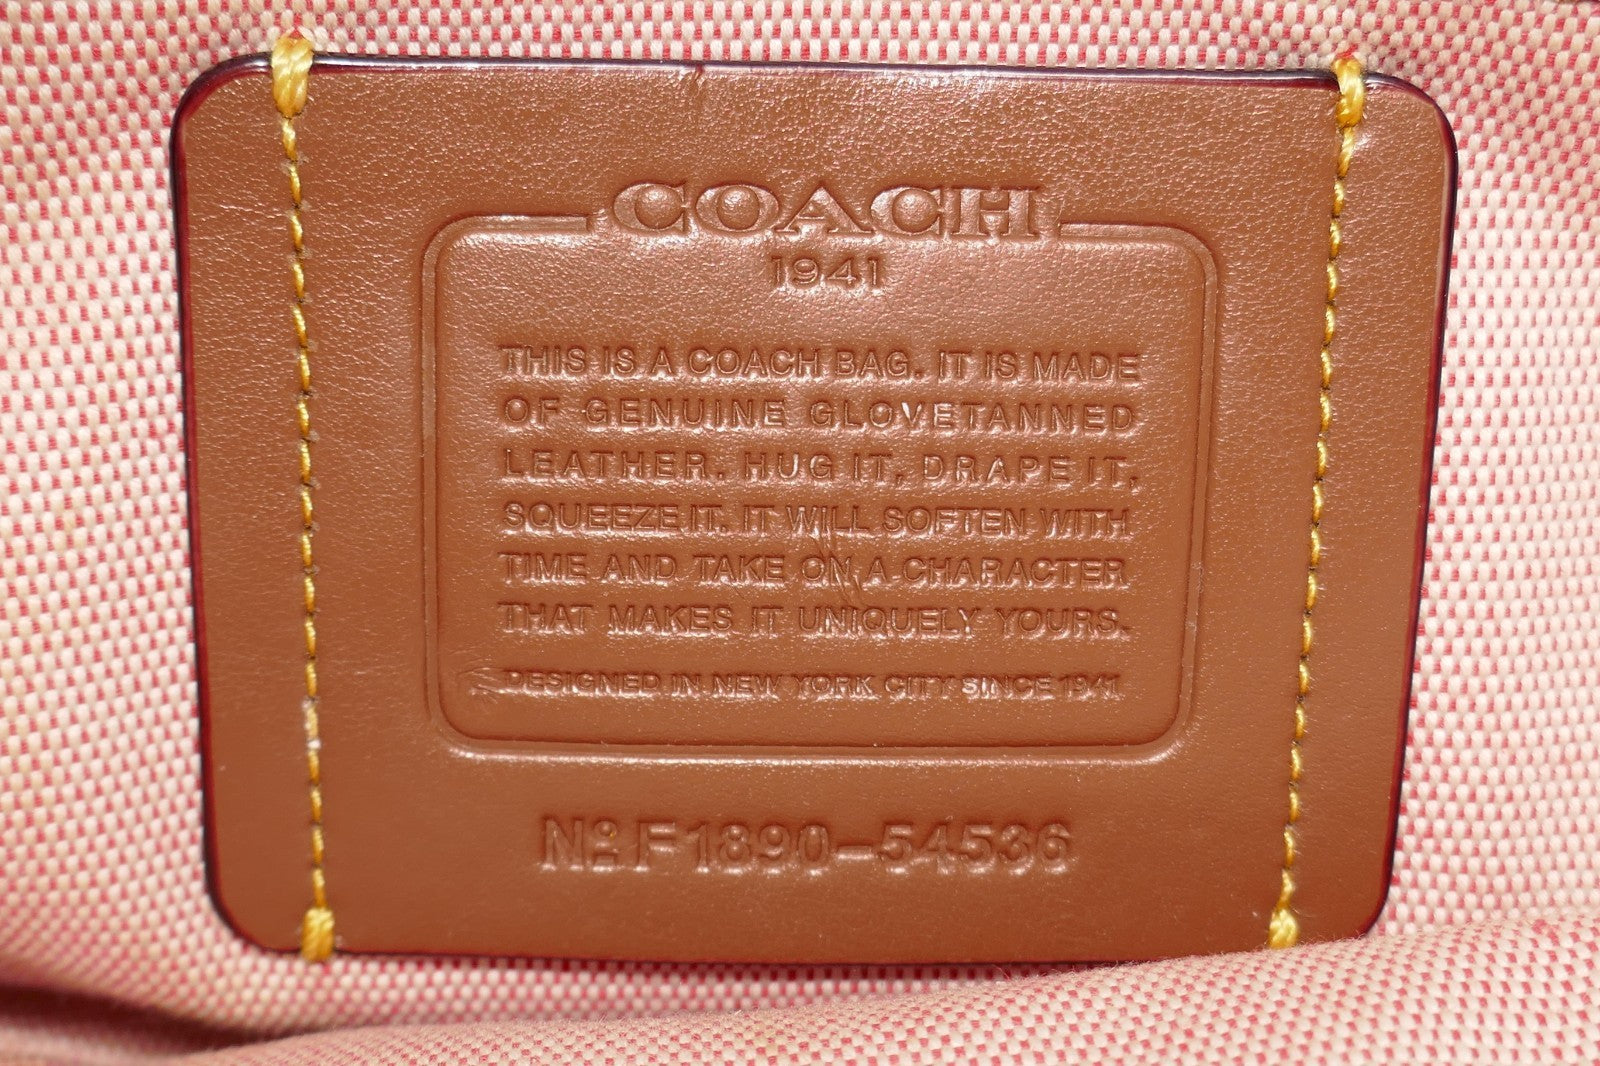 COACH
1941
THIS IS A COACH BAG. IT IS MADE
OF GENUINE GLOVETANNED
LEATHER. HUG IT, DRAPE IT,
SQUEEZE IT. IT WILL SOFTEN WITH
TIME AND TAKE ON A CHARACTER
THAT MAKES IT UNIQUELY YOURS.
DESIGNED IN NEW YORK CITY SINCE 1941
Nº F1890-54536